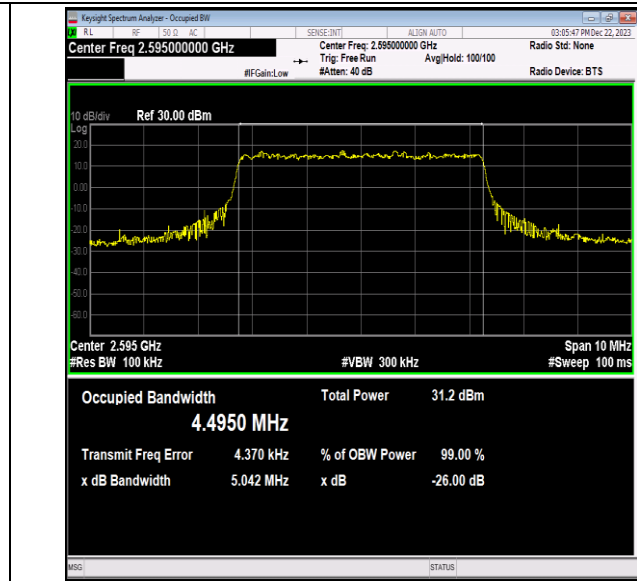 Keysight Spectrum Analyzer - Occupied BW
RL RF 50 Ω AC SENSE:INT ALIGN AUTO 03:05:47 PM Dec 22, 2023
Center Freq 2.595000000 GHz Center Freq: 2.595000000 GHz Radio Std: None
Trig: Free Run Avg|Hold: 100/100
#IFGain:Low #Atten: 40 dB Radio Device: BTS
10 dB/div Ref 30.00 dBm
Log
20.0
10.0
0.00
-10.0
-20.0
-30.0
-40.0
-50.0
-60.0
Center 2.595 GHz Span 10 MHz
#Res BW 100 kHz #VBW 300 kHz #Sweep 100 ms
Occupied Bandwidth Total Power 31.2 dBm
4.4950 MHz
Transmit Freq Error 4.370 kHz % of OBW Power 99.00 %
x dB Bandwidth 5.042 MHz x dB -26.00 dB
MSG STATUS